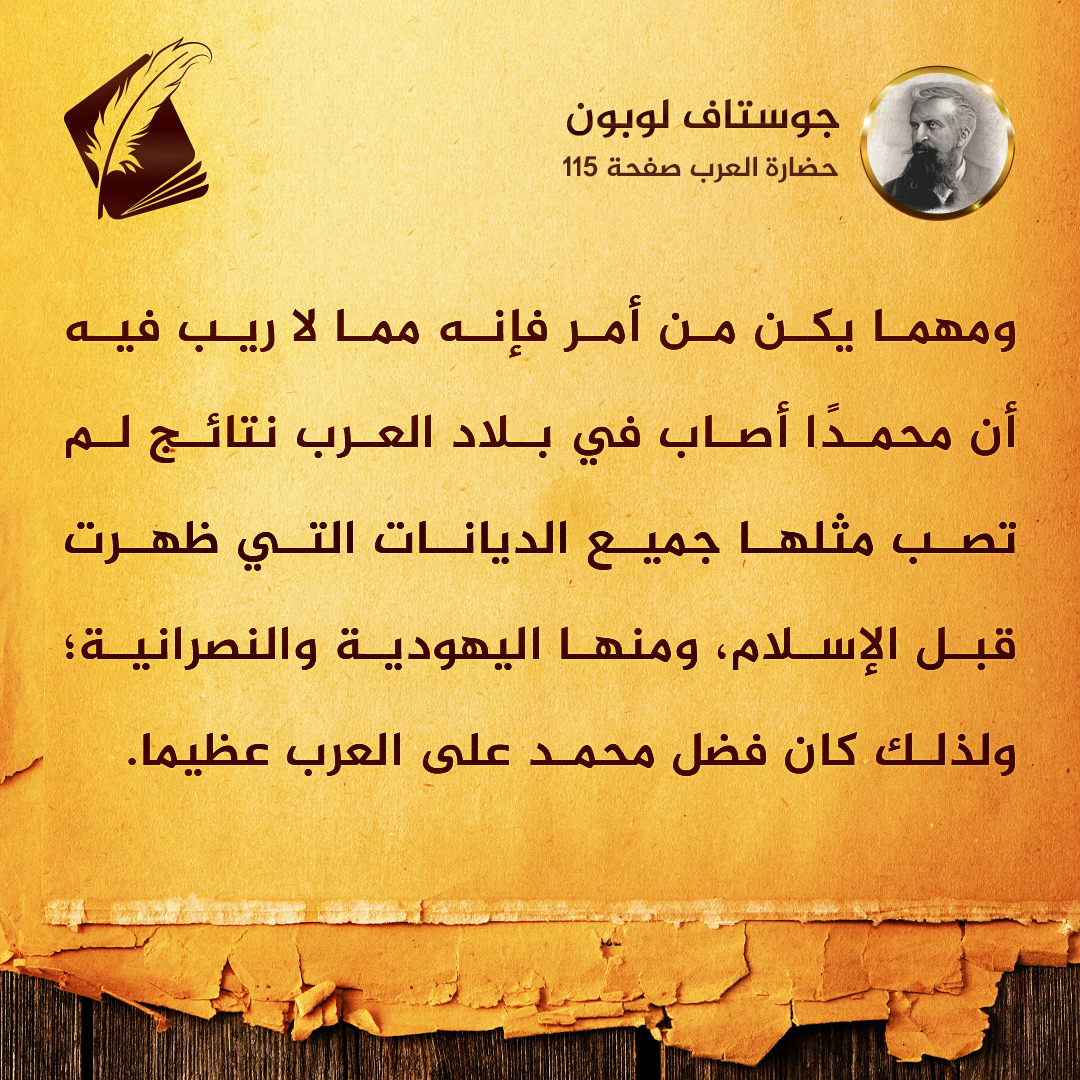 جوستاف لوبون
حضارة العرب صفحة 115
ومهما يكن من أمر فإنه مما لا ريب فيه
أن محمدًا أصاب في بلاد العرب نتائج لم
تصب مثلها جميع الديانات التي ظهرت
قبل الإسلام، ومنها اليهودية والنصرانية؛
ولذلك كان فضل محمد على العرب عظيما.